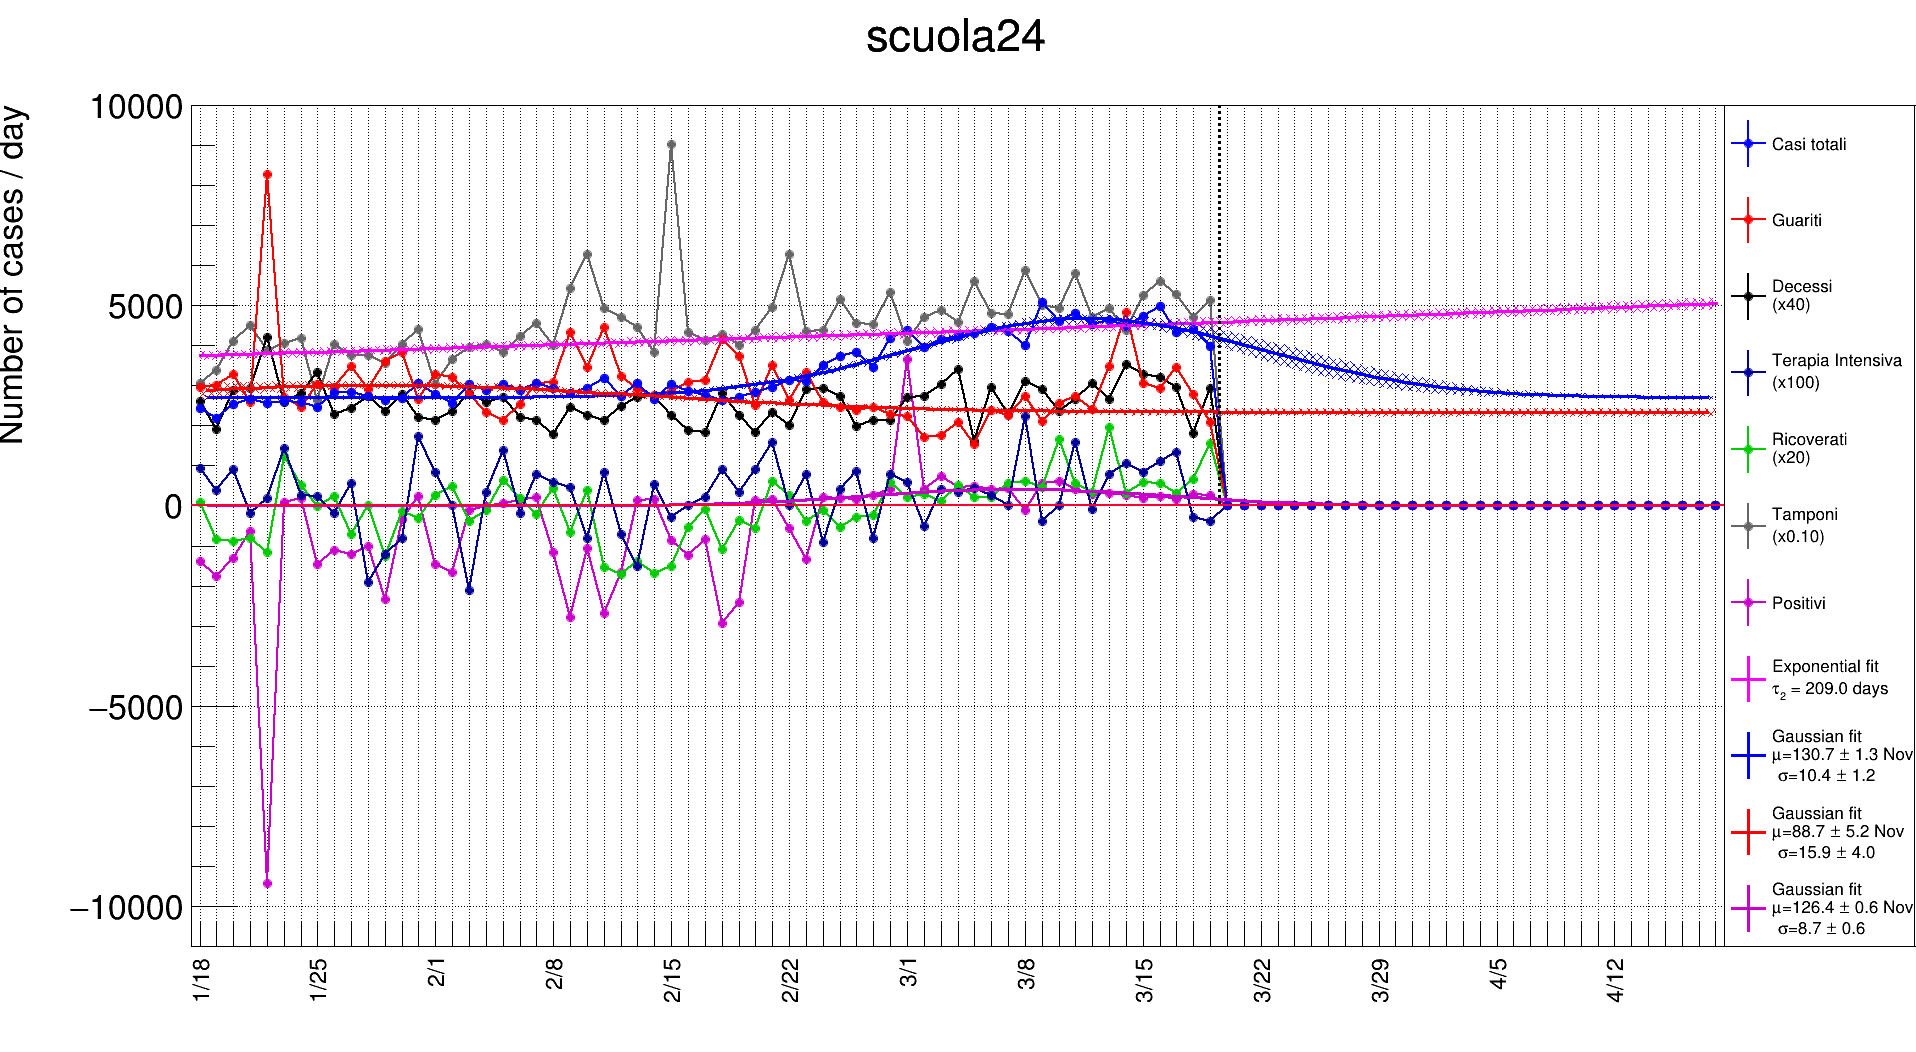 scuola24
Number of cases / day
10000
5000
0
−5000
−10000
1/18
1/25
2/1
2/8
2/15
2/22
3/1
3/8
3/15
3/22
3/29
4/5
4/12
Casi totali
Guariti
Decessi
(x40)
Terapia Intensiva
(x100)
Ricoverati
(x20)
Tamponi
(x0.10)
Positivi
Exponential fit
τ2 = 209.0 days
Gaussian fit
μ=130.7 ± 1.3 Nov
σ=10.4 ± 1.2
Gaussian fit
μ=88.7 ± 5.2 Nov
σ=15.9 ± 4.0
Gaussian fit
μ=126.4 ± 0.6 Nov
σ=8.7 ± 0.6